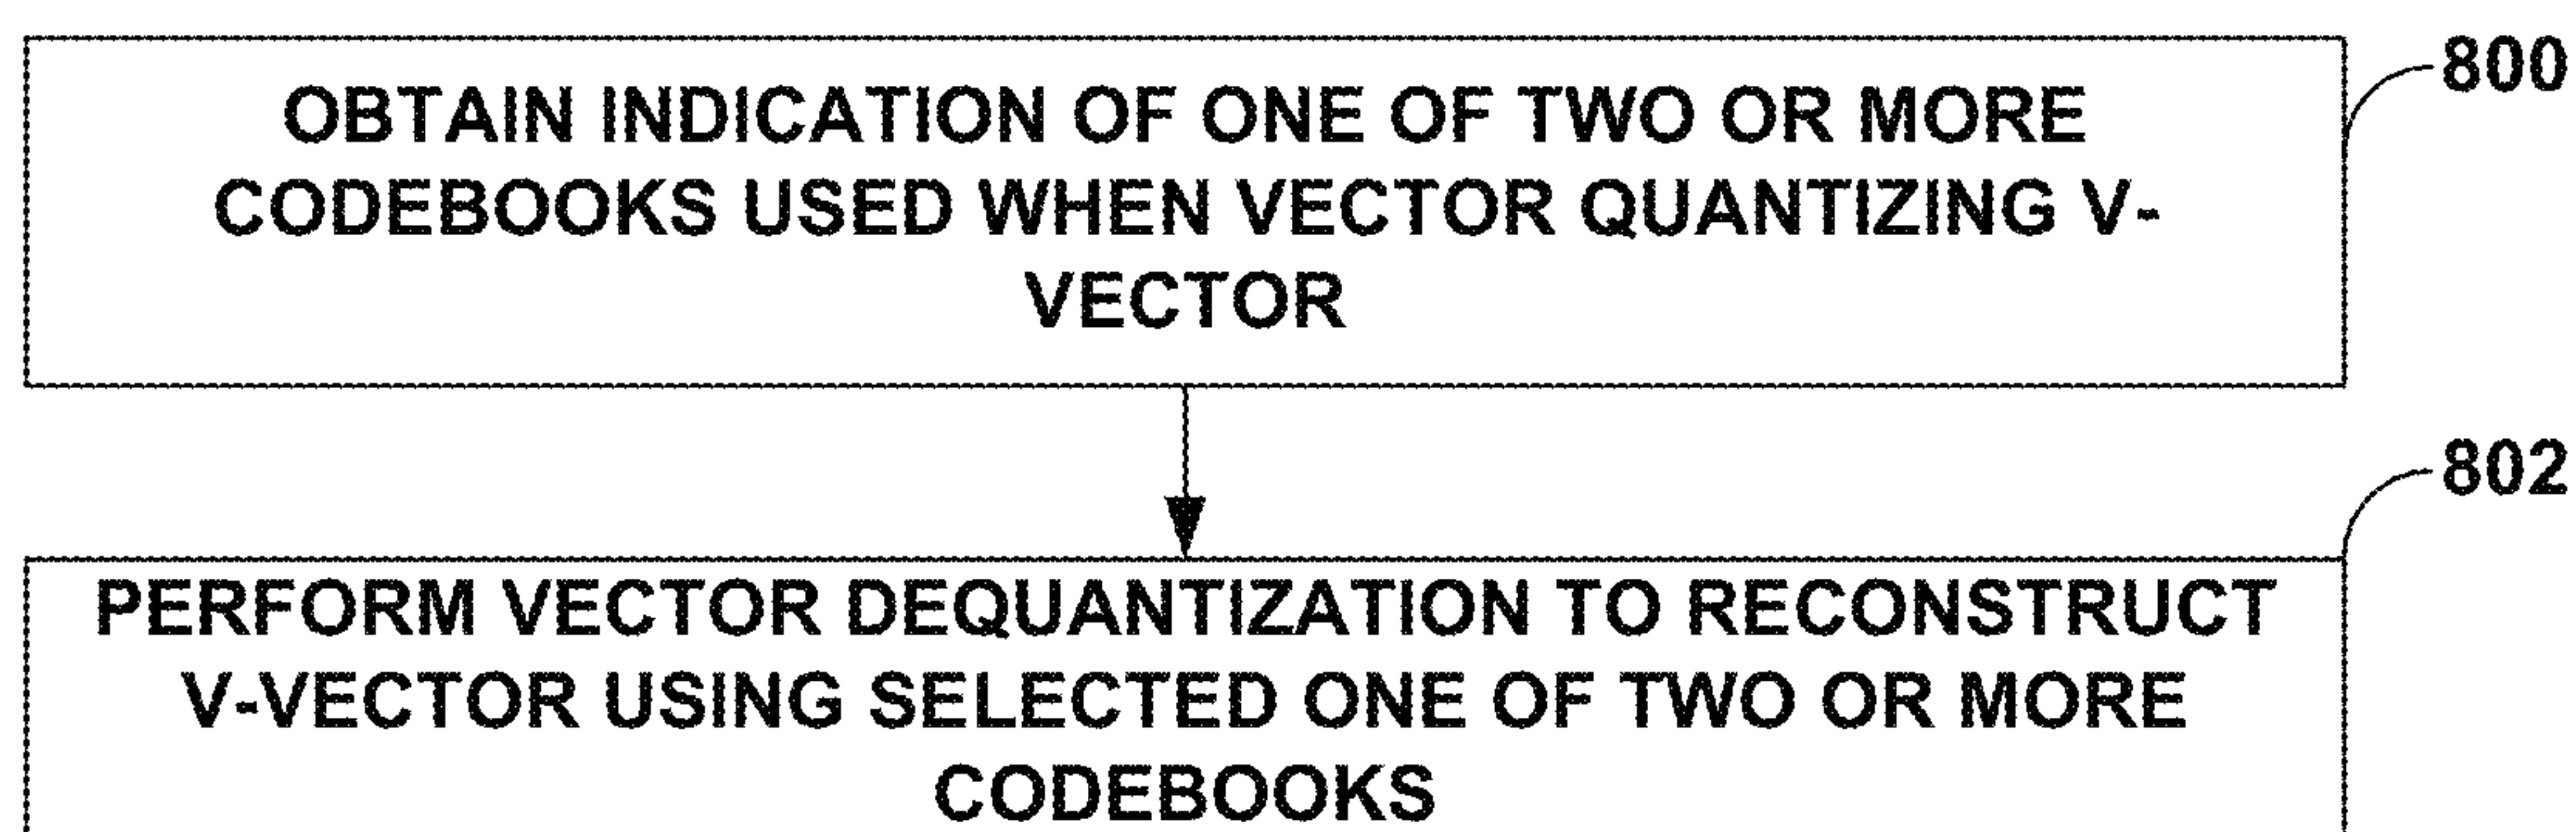 800
OBTAIN INDICATION OF ONE OF TWO OR MORE
CODEBOOKS USED WHEN VECTOR QUANTIZING V-
VECTOR
802
PERFORM VECTOR DEQUANTIZATION TO RECONSTRUCT
V-VECTOR USING SELECTED ONE OF TWO OR MORE
CODEBOOKS